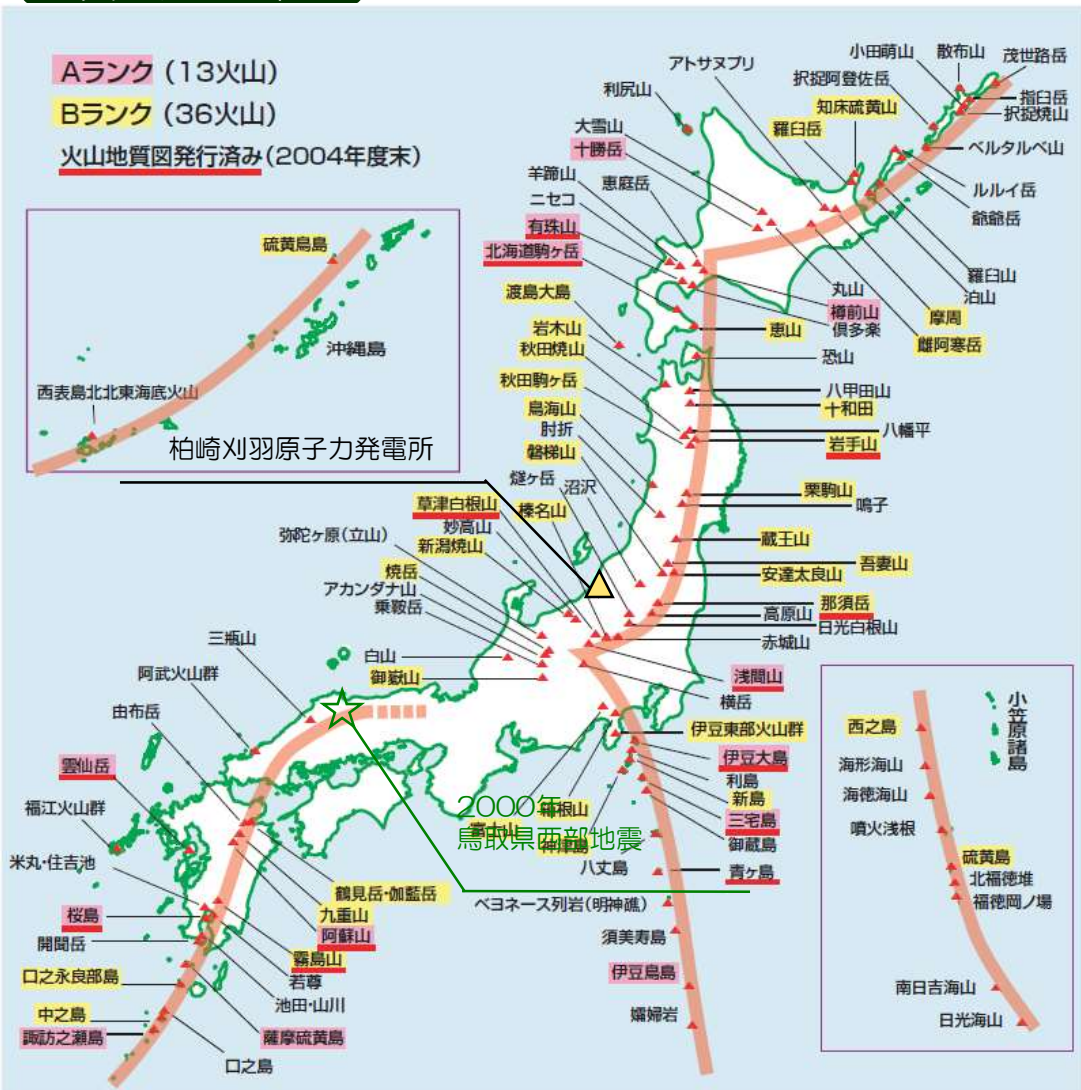 Aランク (13火山)
Bランク (36火山)
火山地質図発行済み(2004年度末)
硫黄鳥島
沖縄島
西表島北北東海底火山
柏崎刈羽原子力発電所
小田萌山
散布山
茂世路岳
アトサヌプリ
択捉阿登佐岳
指臼岳
利尻山
知床硫黄山
択捉焼山
大雪山
羅臼岳
ベルタルベ山
十勝岳
羊蹄山
恵庭岳
ルルイ岳
ニセコ
爺爺岳
有珠山
北海道駒ヶ岳
羅臼山
丸山
泊山
渡島大島
樽前山
摩周
倶多楽
恵山
雌阿寒岳
岩木山
秋田焼山
恐山
秋田駒ヶ岳
八甲田山
十和田
鳥海山
八幡平
肘折
岩手山
磐梯山
燧ヶ岳
沼沢
栗駒山
草津白根山
榛名山
鳴子
妙高山
弥陀ヶ原(立山)
新潟焼山
蔵王山
焼岳
吾妻山
アカンダナ山
安達太良山
乗鞍岳
那須岳
高原山
日光白根山
三瓶山
赤城山
白山
阿武火山群
御嶽山
浅間山
横岳
由布岳
伊豆東部火山群
雲仙岳
伊豆大島
利島
福江火山群
2000年
箱根山
新島
鳥取県西部地震
富士山
神津島
三宅島
御蔵島
米丸・住吉池
八丈島
青ヶ島
鶴見岳・伽藍岳
ベヨネース列岩(明神礁)
桜島
九重山
阿蘇山
須美寿島
開聞岳
霧島山
伊豆鳥島
口之永良部島
若尊
池田・山川
中之島
孀婦岩
諏訪之瀬島
薩摩硫黄島
口之島
小笠原諸島
西之島
海形海山
海徳海山
噴火浅根
硫黄島
北福徳堆
福徳岡ノ場
南日吉海山
日光海山